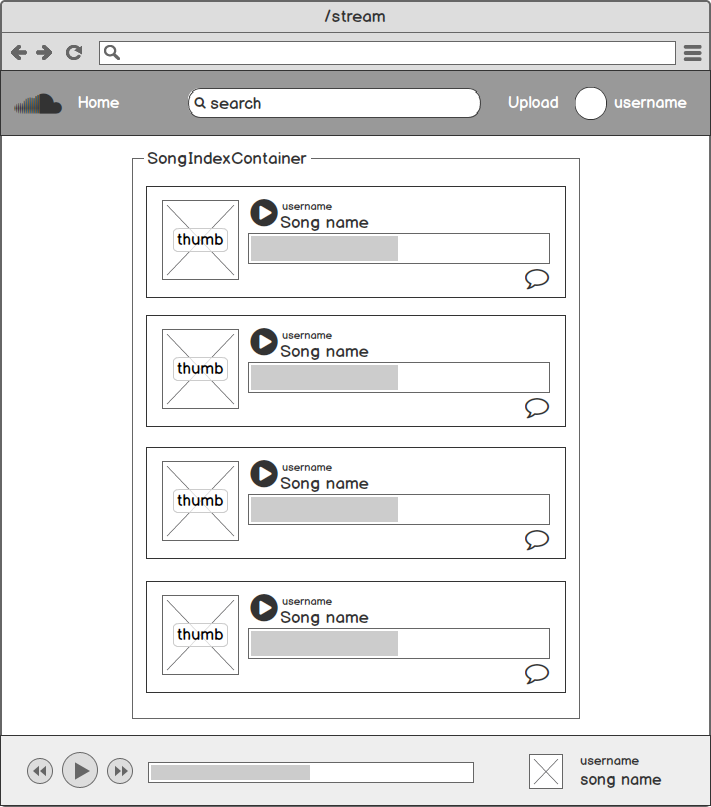 /stream
Home
search
Upload
username
SongIndexContainer
thumb
username
Song name
thumb
username
Song name
thumb
username
Song name
thumb
username
Song name
username
song name